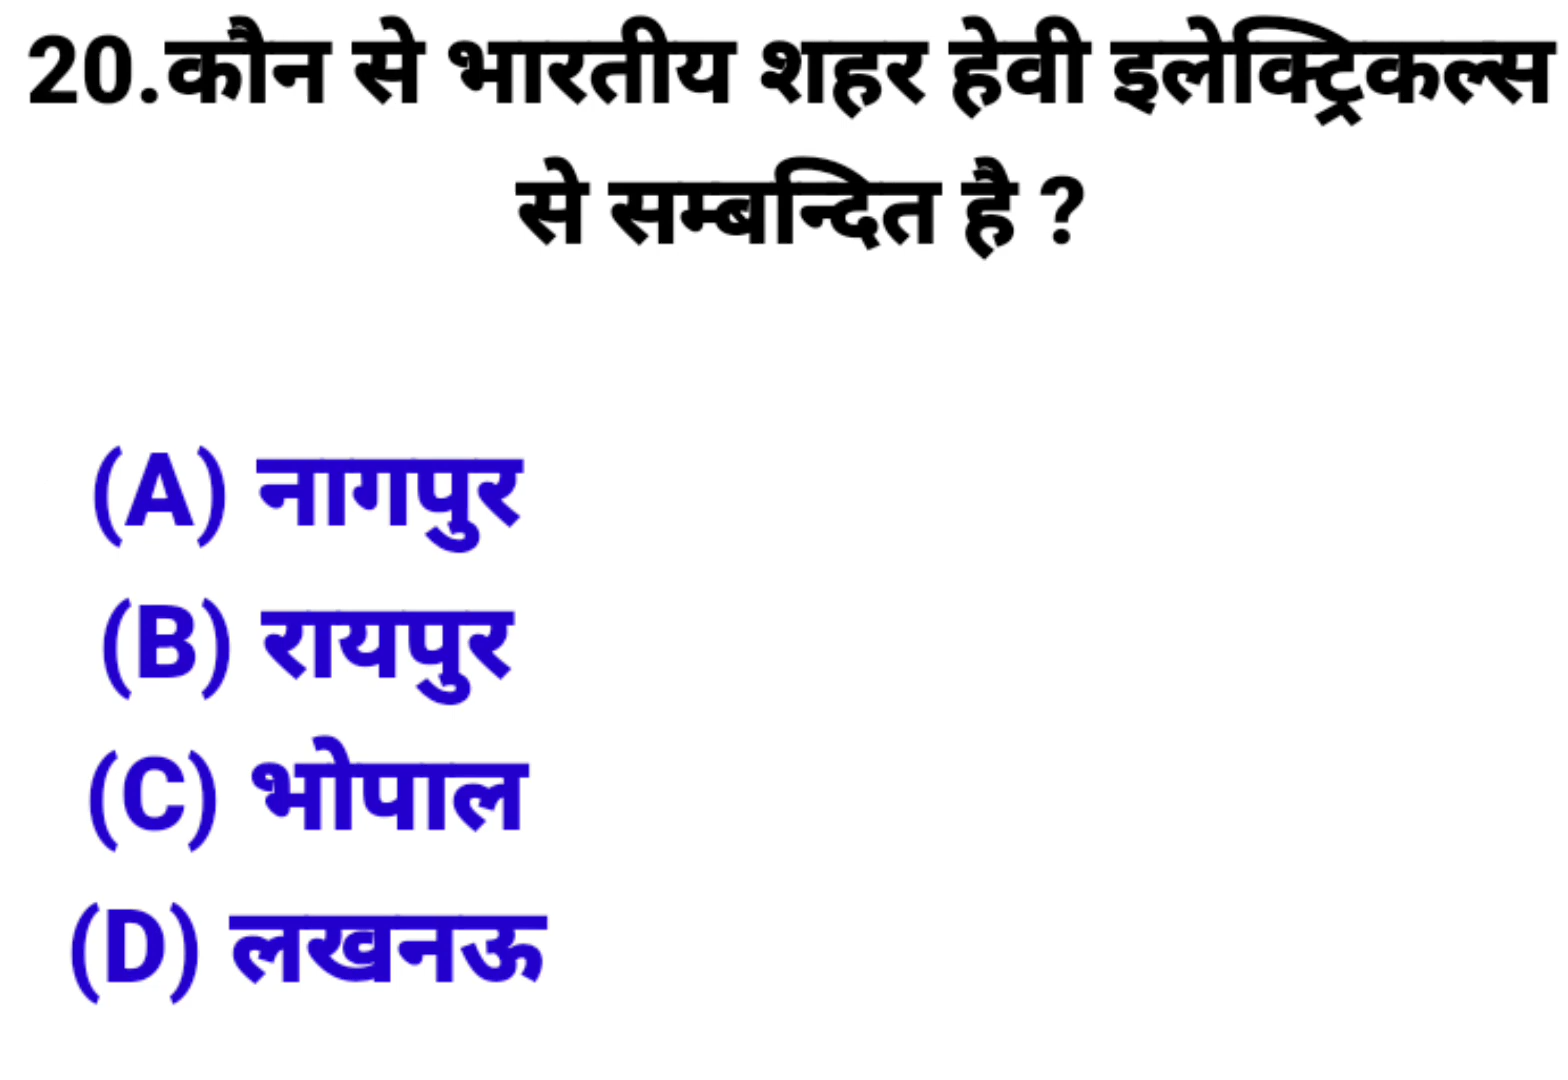 20.कौन से भारतीय शहर हेवी इलेक्ट्रिकल्स
से सम्बन्दित है ?
(A) नागपुर
(B) रायपुर
(C) भोपाल
(D) लखनऊ